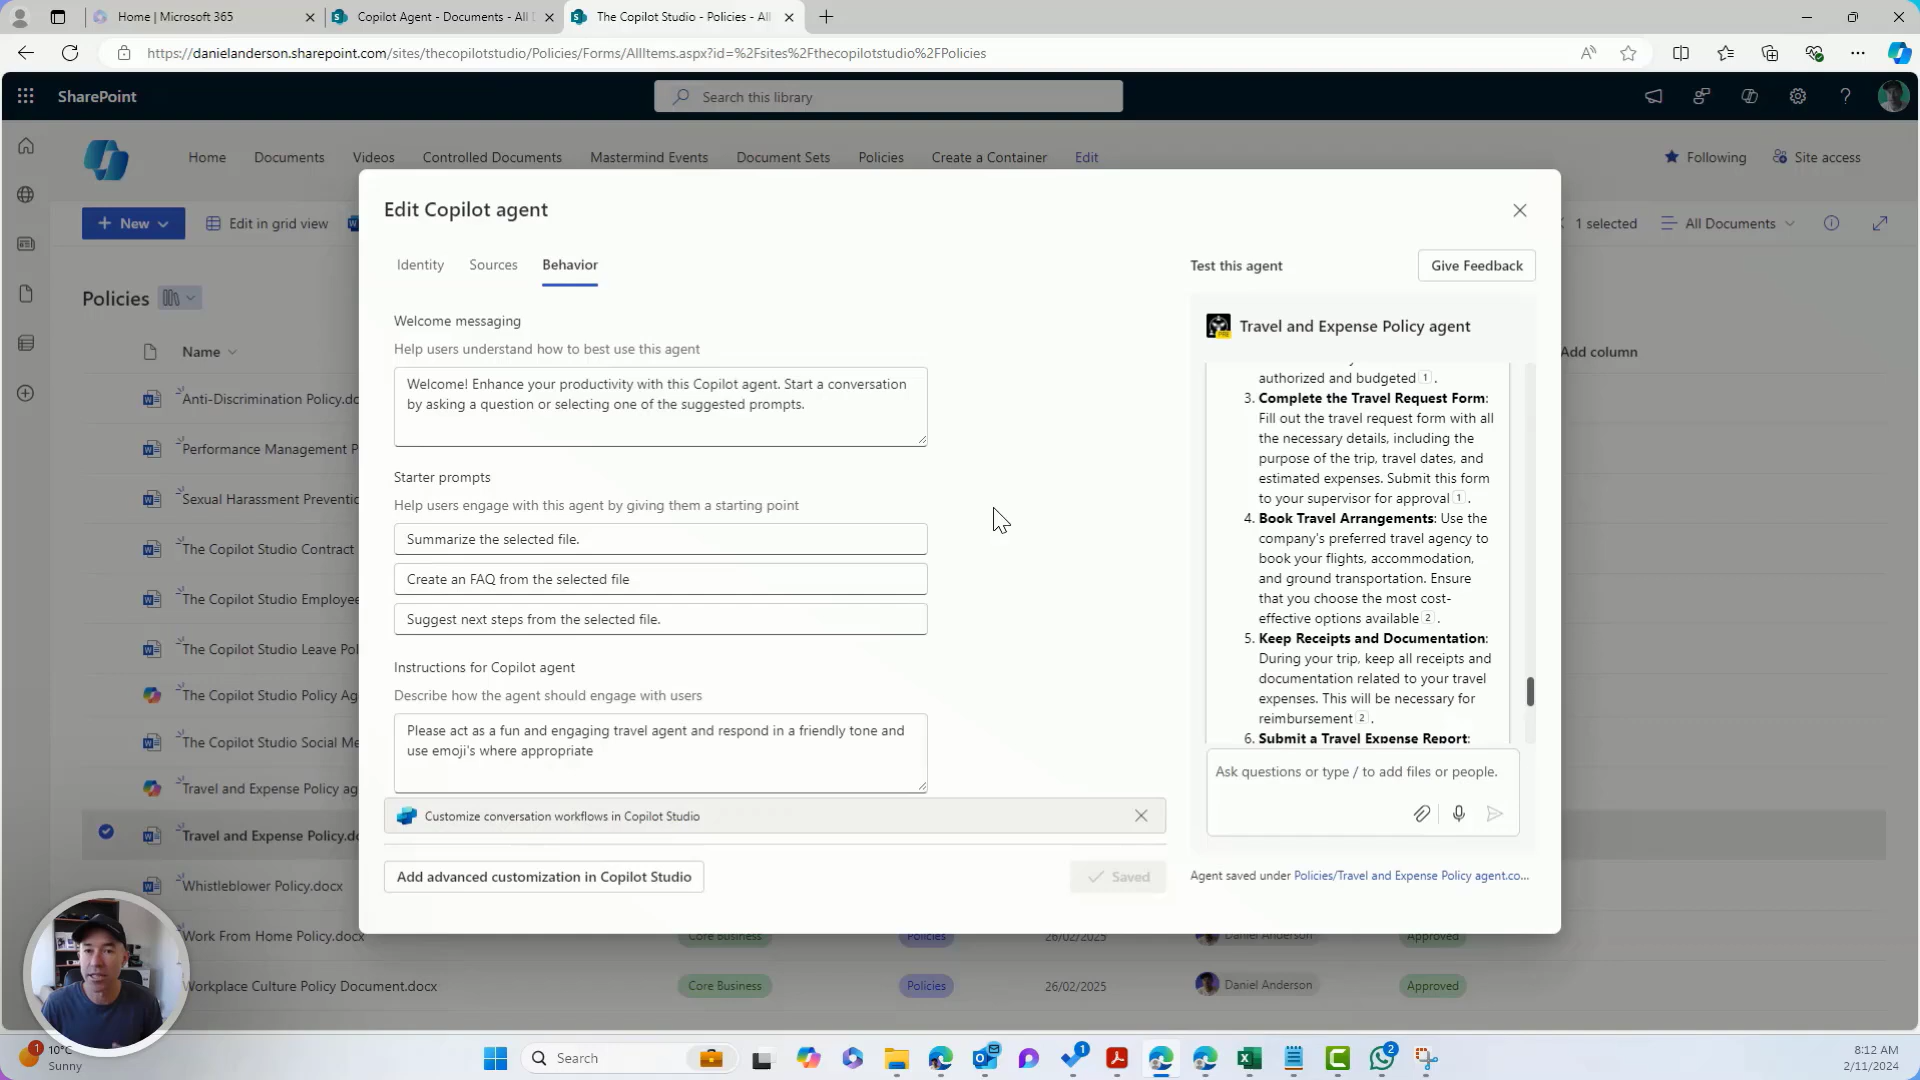 Home | Microsoft 365
Copilot Agent - Documents - All
The Copilot Studio - Policies - All
https://danielanderson.sharepoint.com/sites/thecopilotstudio/Policies/Forms/AllItems.aspx?id=%2Fsites%2Fthecopilotstudio%2FPolicies
SharePoint
Search this library
Home
Documents
Videos
Controlled Documents
Mastermind Events
Document Sets
Policies
Create a Container
Edit
Following
Site access
New
Edit in grid view
1 selected
All Documents
Policies
Name
Add column
Anti-Discrimination Policy.do
Performance Management P
Sexual Harassment Preventio
The Copilot Studio Contract
The Copilot Studio Employee
The Copilot Studio Leave Pol
The Copilot Studio Policy Ag
The Copilot Studio Social Me
Travel and Expense Policy ag
Travel and Expense Policy.do
Whistleblower Policy.docx
Work From Home Policy.docx
Core Business
Policies
26/02/2025
Daniel Anderson
Approved
Workplace Culture Policy Document.docx
Core Business
Policies
26/02/2025
Daniel Anderson
Approved
Edit Copilot agent
Identity
Sources
Behavior
Welcome messaging
Help users understand how to best use this agent
Welcome! Enhance your productivity with this Copilot agent. Start a conversation
by asking a question or selecting one of the suggested prompts.
Starter prompts
Help users engage with this agent by giving them a starting point
Summarize the selected file.
Create an FAQ from the selected file
Suggest next steps from the selected file.
Instructions for Copilot agent
Describe how the agent should engage with users
Please act as a fun and engaging travel agent and respond in a friendly tone and
use emoji's where appropriate
Customize conversation workflows in Copilot Studio
Add advanced customization in Copilot Studio
Saved
Test this agent
Give Feedback
Travel and Expense Policy agent
authorized and budgeted 1 .
3. Complete the Travel Request Form:
Fill out the travel request form with all
the necessary details, including the
purpose of the trip, travel dates, and
estimated expenses. Submit this form
to your supervisor for approval 1 .
4. Book Travel Arrangements: Use the
company's preferred travel agency to
book your flights, accommodation,
and ground transportation. Ensure
that you choose the most cost-
effective options available 2 .
5. Keep Receipts and Documentation:
During your trip, keep all receipts and
documentation related to your travel
expenses. This will be necessary for
reimbursement 2 .
6. Submit a Travel Expense Report:
Ask questions or type / to add files or people.
Agent saved under Policies/Travel and Expense Policy agent.co...
1
10°C
Sunny
Search
1
2
8:12 AM
2/11/2024